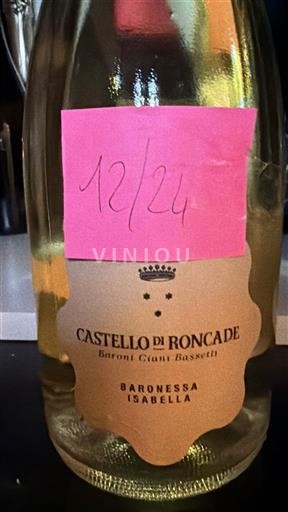 12/24
VINIOU
CASTELLO DI RONCADE
Baroni Ciani Bassetti
BARONESSA
ISABELLA